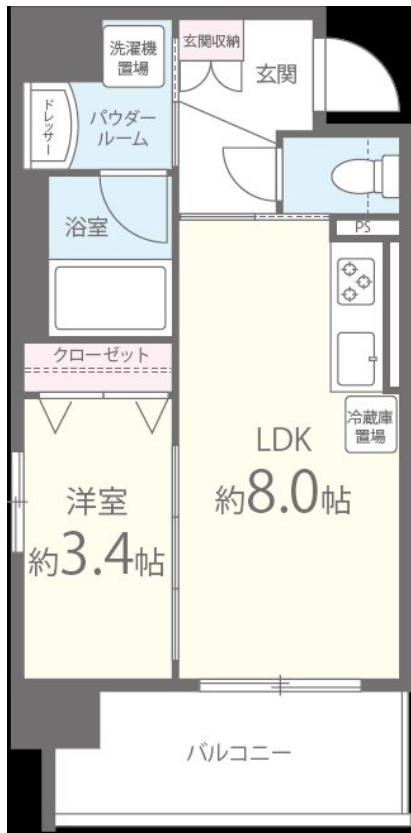 洗濯機
置場
玄関収納
玄関
ドレッサー
パウダー
ルーム
浴室
PS
クローゼット
冷蔵庫
置場
LDK
約8.0帖
洋室
約3.4帖
バルコニー